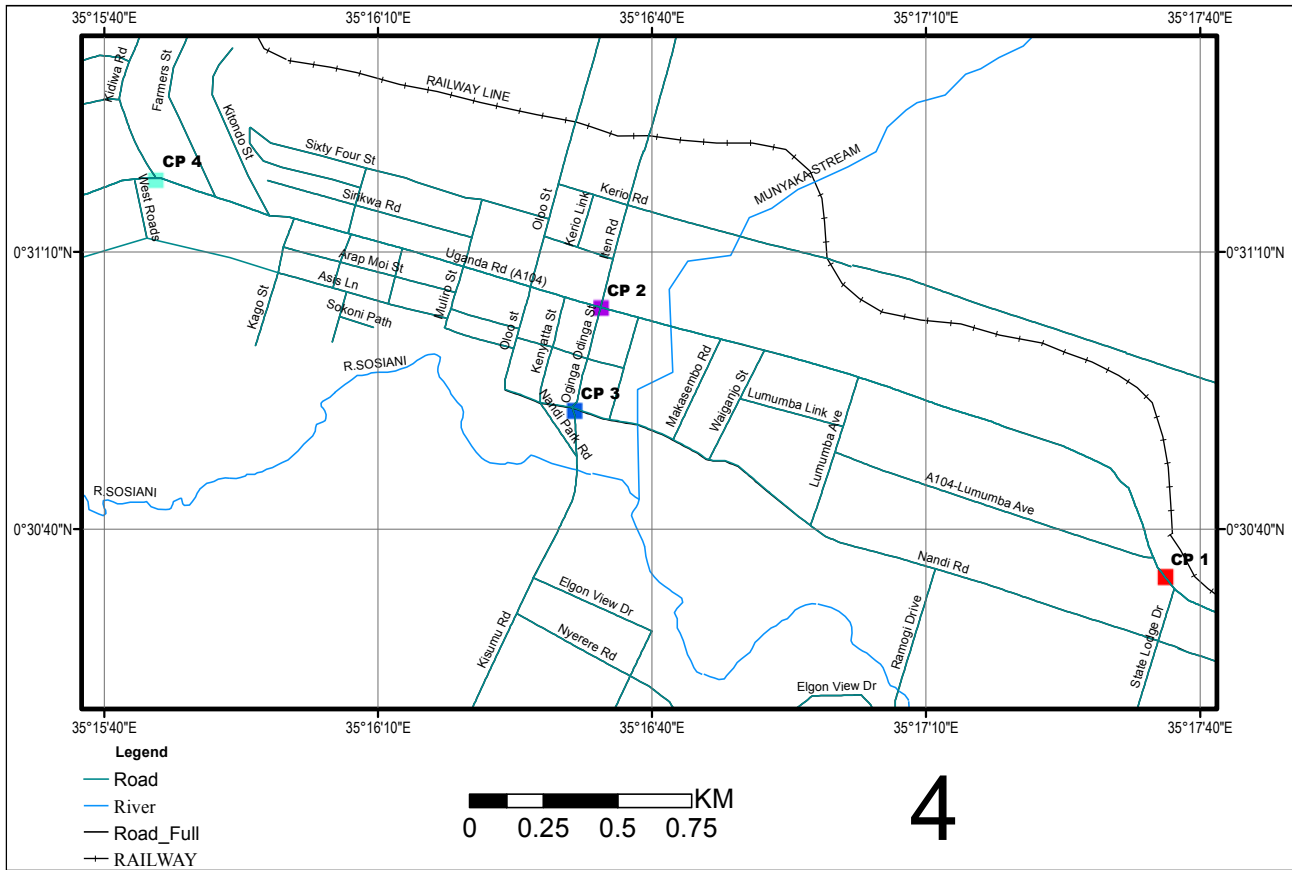 35°15'40"E
35°16'10"E
35°16'40"E
35°17'10"E
35°17'40"E
Kidiwa Rd
Farmers St
Kitondo St
RAILWAY LINE
MUNYAKA STREAM
CP 4
West Roads
Sixty Four St
Sirikwa Rd
Oloo St
Kerio Link
Kerio Rd
Iten Rd
0°31'10"N
0°31'10"N
Arap Moi St
Asis Ln
Uganda Rd (A104)
Muliro St
Kago St
Sokoni Path
CP 2
Oloo st
Kenyatta St
Oginga Odinga St
R.SOSIANI
CP 3
Nandi Park Rd
Makasembo Rd
Waiganjo St
Lumumba Link
Lumumba Ave
A104-Lumumba Ave
R.SOSIANI
0°30'40"N
0°30'40"N
Nandi Rd
CP 1
Elgon View Dr
Nyerere Rd
Kisumu Rd
Ramogi Drive
State Lodge Dr
Elgon View Dr
35°15'40"E
35°16'10"E
35°16'40"E
35°17'10"E
35°17'40"E
Legend
Road
River
Road_Full
RAILWAY
KM
0 0.25 0.5 0.75
4